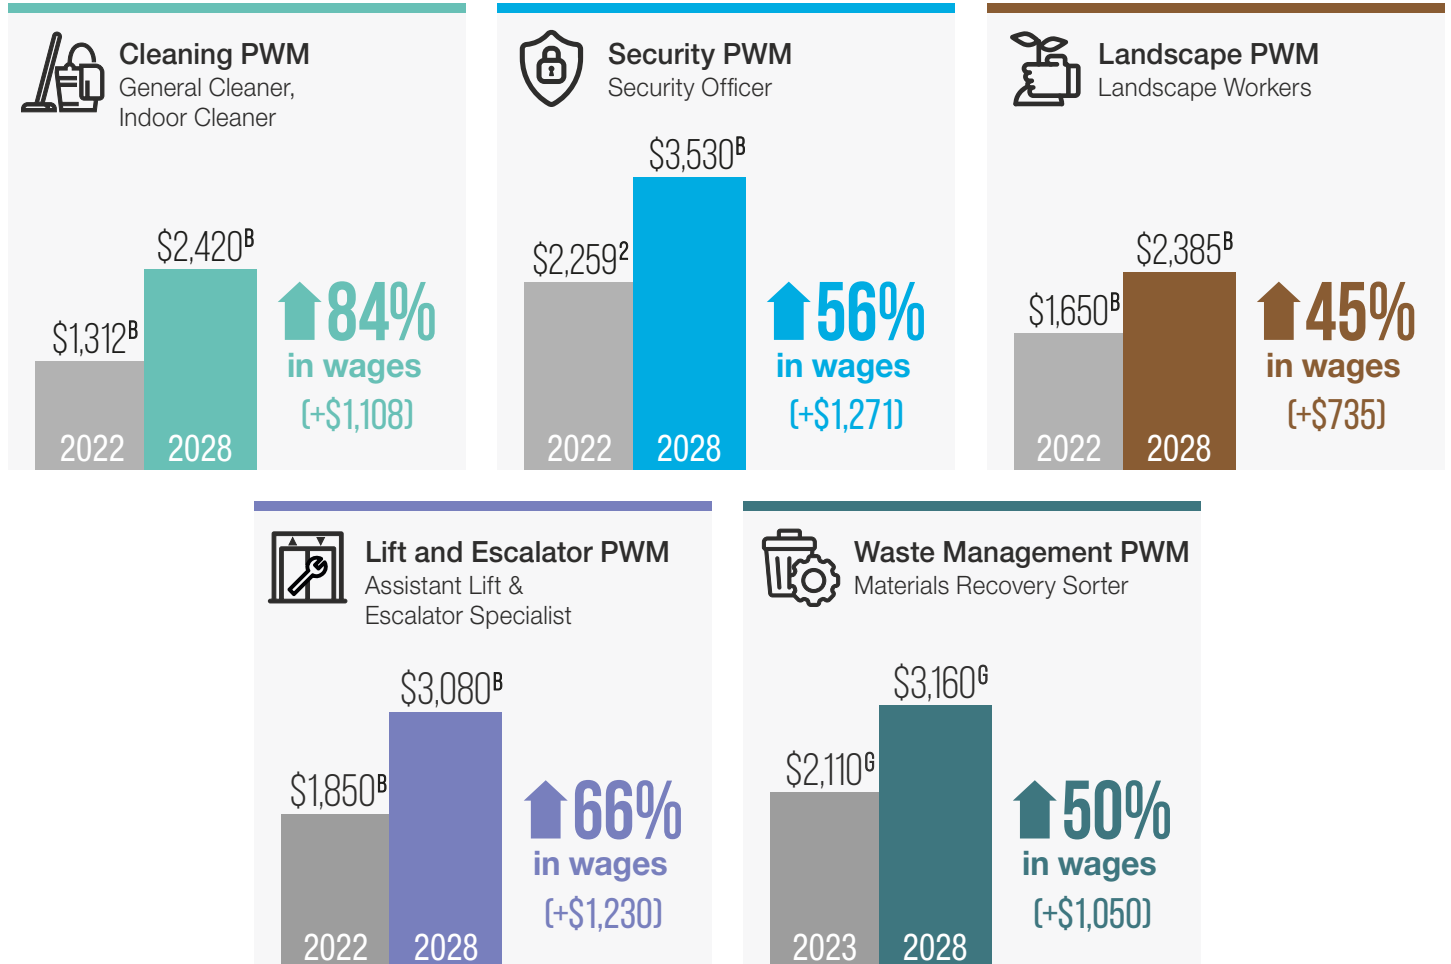 Cleaning PWM
General Cleaner,
Indoor Cleaner
$2,420ᴮ
$1,312ᴮ
84%
in wages
(+$1,108)
2022 2028
Security PWM
Security Officer
$3,530ᴮ
$2,259²
56%
in wages
(+$1,271)
2022 2028
Landscape PWM
Landscape Workers
$2,385ᴮ
$1,650ᴮ
45%
in wages
(+$735)
2022 2028
Lift and Escalator PWM
Assistant Lift &
Escalator Specialist
$3,080ᴮ
$1,850ᴮ
66%
in wages
(+$1,230)
2022 2028
Waste Management PWM
Materials Recovery Sorter
$3,160ᴳ
$2,110ᴳ
50%
in wages
(+$1,050)
2023 2028